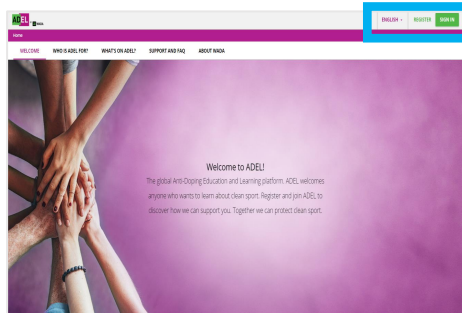 ADEL BY WADA
ENGLISH REGISTER SIGN IN
Home
WELCOME WHO IS ADEL FOR? WHAT'S ON ADEL? SUPPORT AND FAQ ABOUT WADA
Welcome to ADEL!
The global Anti-Doping Education and Learning platform. ADEL welcomes
anyone who wants to learn about clean sport. Register and join ADEL to
discover how we can support you. Together we can protect clean sport.